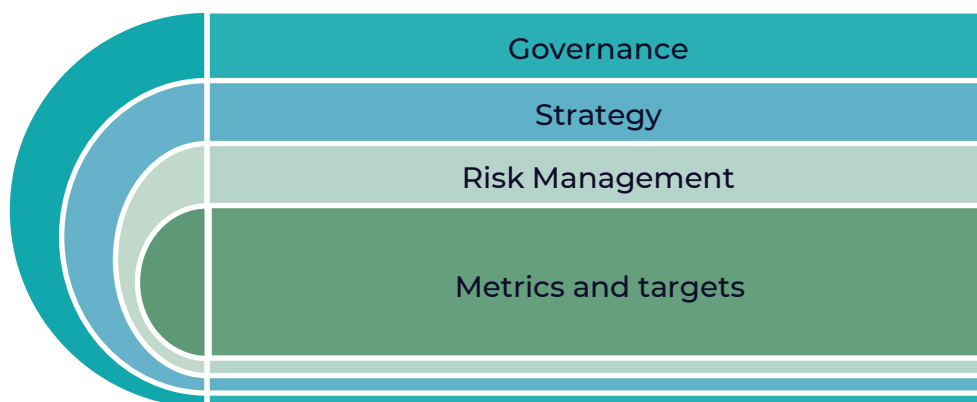 Governance
Strategy
Risk Management
Metrics and targets